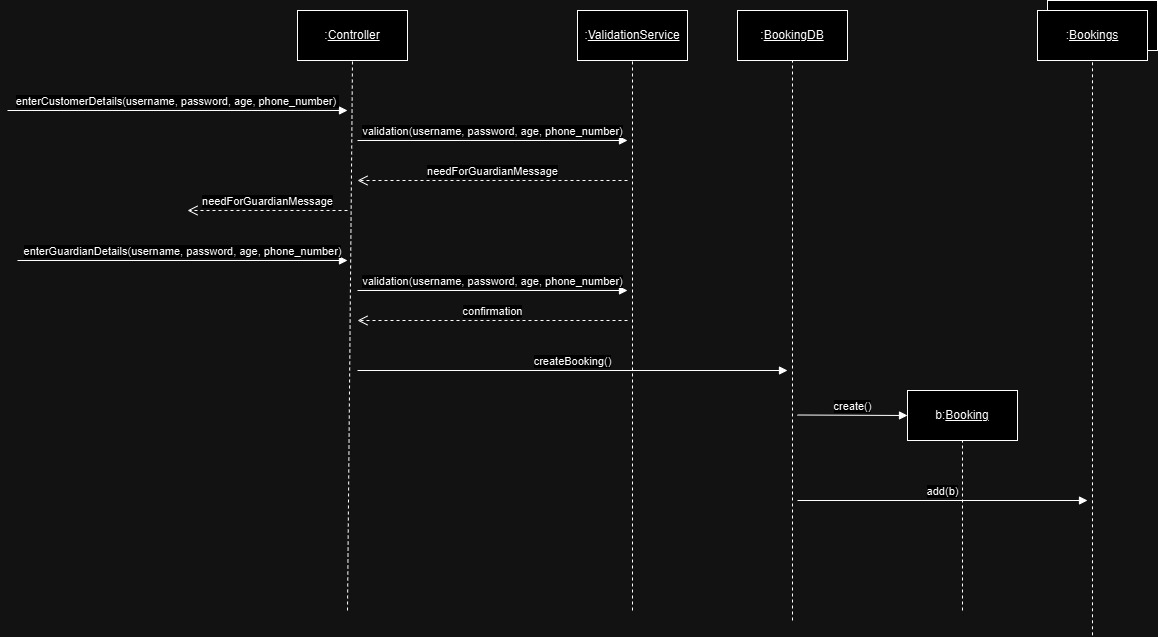 :Controller
:ValidationService
:BookingDB
:Bookings
enterCustomerDetails(username, password, age, phone_number)
validation(username, password, age, phone_number)
needForGuardianMessage
needForGuardianMessage
enterGuardianDetails(username, password, age, phone_number)
validation(username, password, age, phone_number)
confirmation
createBooking()
create()
b:Booking
add(b)